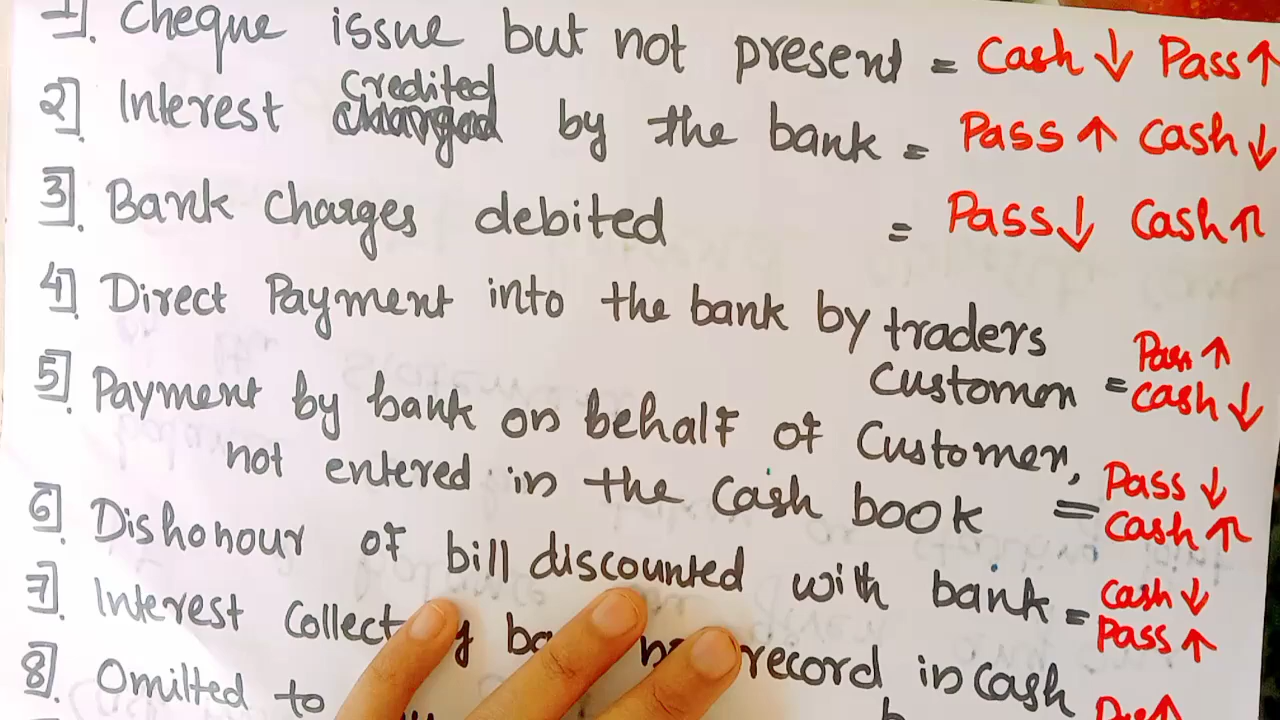 1]. Cheque issue but not present = Cash ↓ Pass ↑
2]. Interest Credited by the bank = Pass ↑ Cash ↓
3]. Bank charges debited = Pass ↓ Cash ↑
4] Direct Payment into the bank by traders
Customer = Pass ↑ Cash ↓
5]. Payment by bank on behalf of Customer,
not entered in the Cash book = Pass ↓ Cash ↑
6]. Dishonour of bill discounted with bank = Cash ↓ Pass ↑
7]. Interest Collect record in Cash
8]. Omitted to